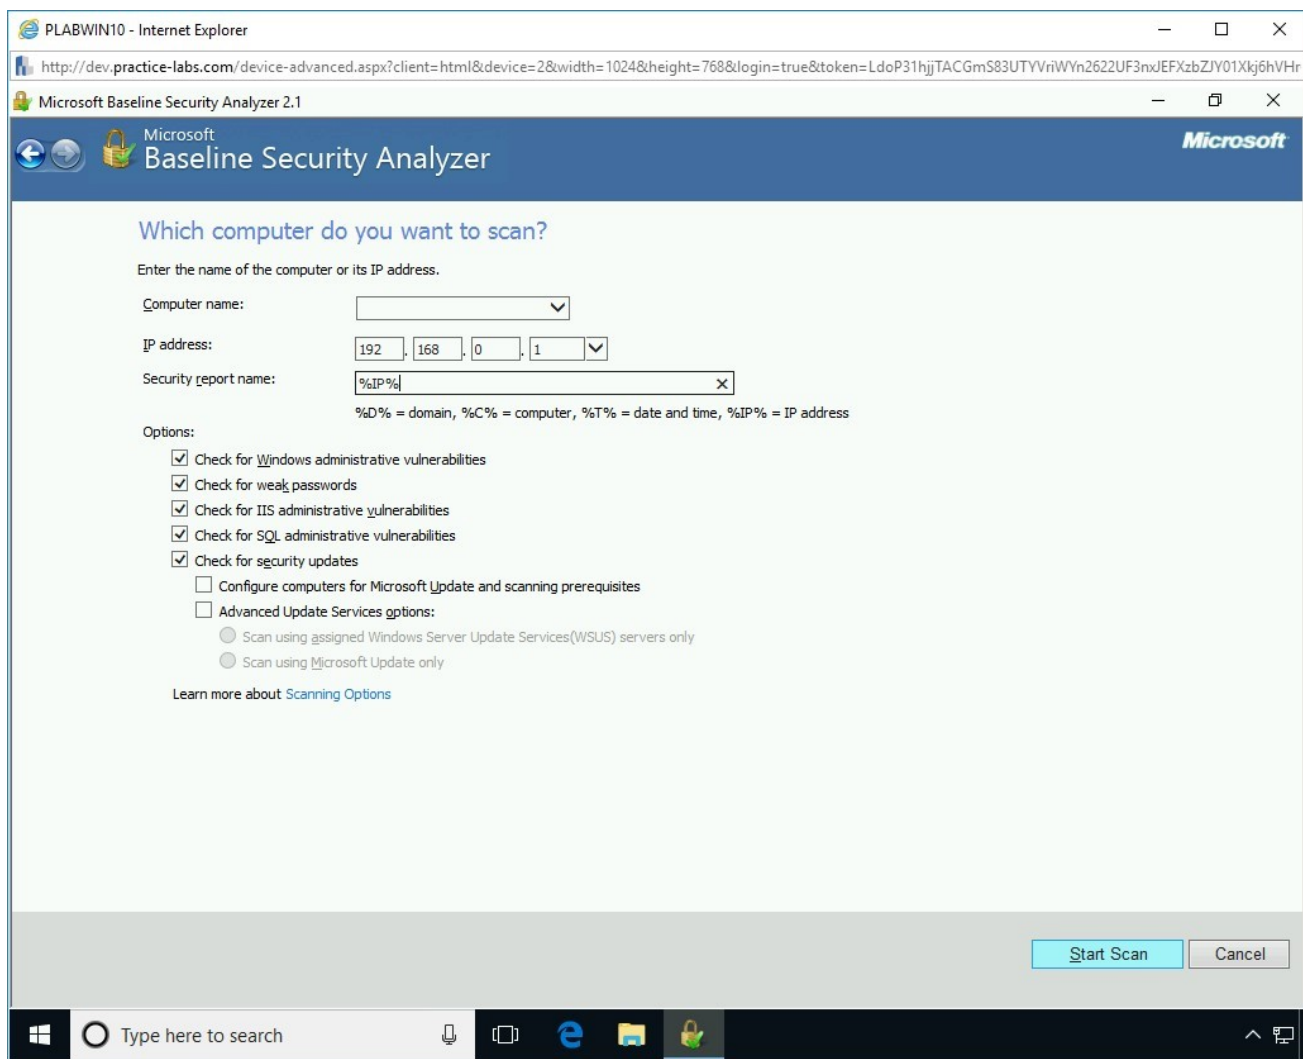 PLABWIN10 - Internet Explorer
http://dev.practice-labs.com/device-advanced.aspx?client=html&device=2&width=1024&height=768&login=true&token=LdoP31hjjTACGmS83UTYVriWYn2622UF3nxJEFXzbZJY01Xkj6hVHr
Microsoft Baseline Security Analyzer 2.1
Microsoft
Baseline Security Analyzer
Microsoft
Which computer do you want to scan?
Enter the name of the computer or its IP address.
Computer name:
IP address: 192 . 168 . 0 . 1
Security report name: %IP%
%D% = domain, %C% = computer, %T% = date and time, %IP% = IP address
Options:
Check for Windows administrative vulnerabilities
Check for weak passwords
Check for IIS administrative vulnerabilities
Check for SQL administrative vulnerabilities
Check for security updates
Configure computers for Microsoft Update and scanning prerequisites
Advanced Update Services options:
Scan using assigned Windows Server Update Services(WSUS) servers only
Scan using Microsoft Update only
Learn more about Scanning Options
Start Scan Cancel
Type here to search